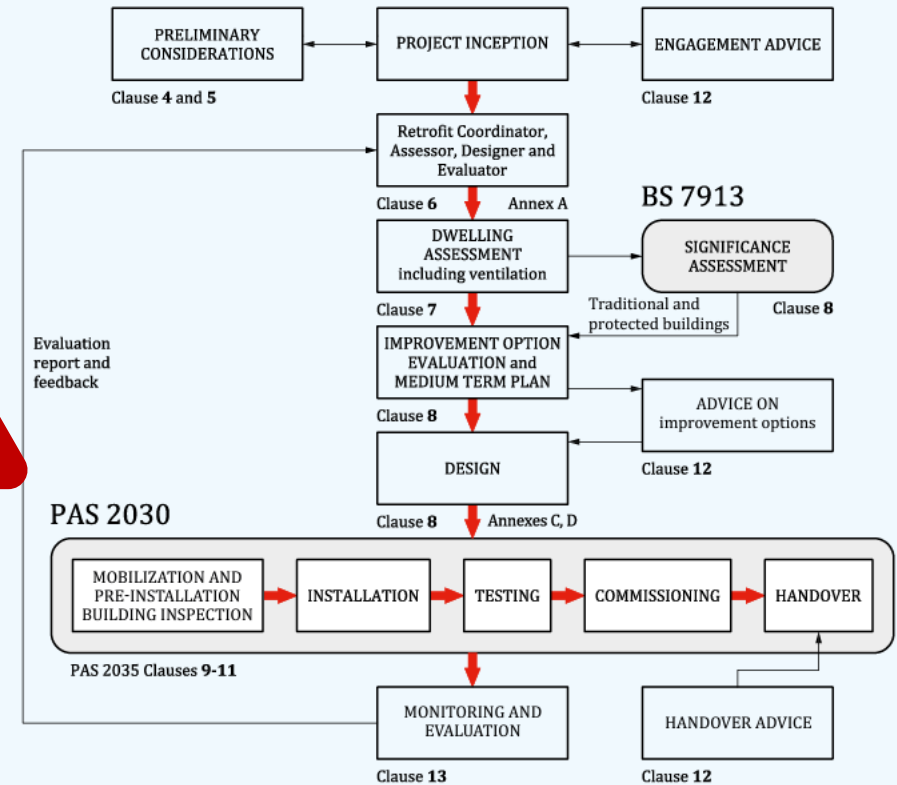 PRELIMINARY
CONSIDERATIONS
PROJECT INCEPTION
ENGAGEMENT ADVICE
Clause 4 and 5
Clause 12
Retrofit Coordinator,
Assessor, Designer and
Evaluator
Clause 6
Annex A
BS 7913
DWELLING
ASSESSMENT
including ventilation
SIGNIFICANCE
ASSESSMENT
Clause 7
Traditional and
protected buildings
Clause 8
Evaluation
report and
feedback
IMPROVEMENT OPTION
EVALUATION and
MEDIUM TERM PLAN
Clause 8
ADVICE ON
improvement options
Clause 12
DESIGN
Clause 8
Annexes C, D
PAS 2030
MOBILIZATION AND
PRE-INSTALLATION
BUILDING INSPECTION
INSTALLATION
TESTING
COMMISSIONING
HANDOVER
PAS 2035 Clauses 9-11
MONITORING AND
EVALUATION
HANDOVER ADVICE
Clause 13
Clause 12